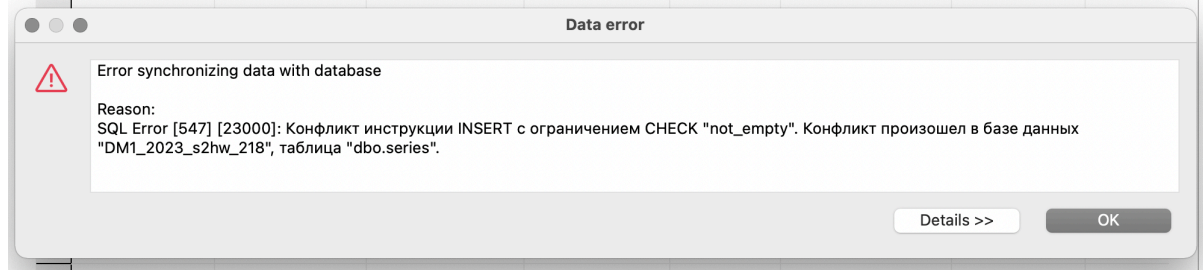 Data error
Error synchronizing data with database
Reason:
SQL Error [547] [23000]: Конфликт инструкции INSERT с ограничением CHECK "not_empty". Конфликт произошел в базе данных
"DM1_2023_s2hw_218", таблица "dbo.series".
Details >>
OK